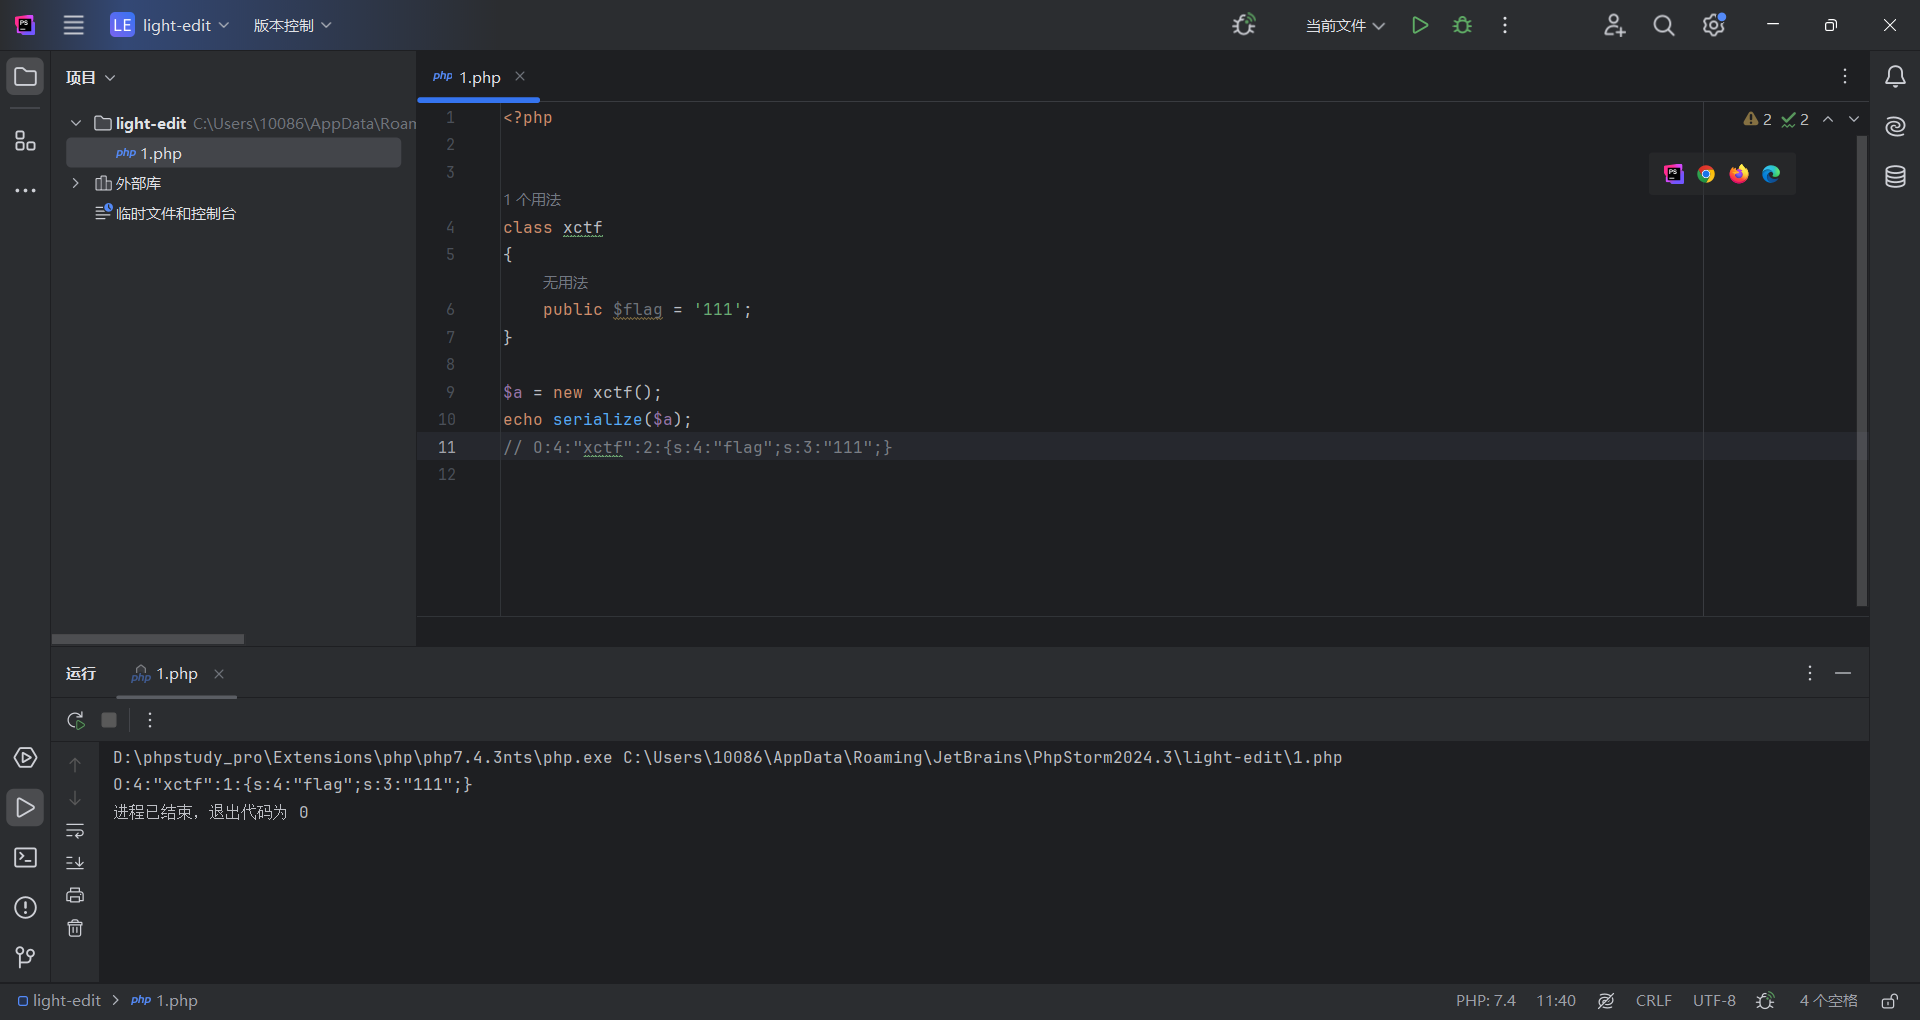 LE light-edit 版本控制 当前文件
项目
light-edit C:\Users\10086\AppData\Roam
php 1.php
外部库
临时文件和控制台
php 1.php
2 2
1 <?php
2
3
1 个用法
4 class xctf
5 {
无用法
6 public $flag = '111';
7 }
8
9 $a = new xctf();
10 echo serialize($a);
11 // O:4:"xctf":2:{s:4:"flag";s:3:"111";}
12
运行 php 1.php
D:\phpstudy_pro\Extensions\php\php7.4.3nts\php.exe C:\Users\10086\AppData\Roaming\JetBrains\PhpStorm2024.3\light-edit\1.php
O:4:"xctf":1:{s:4:"flag";s:3:"111";}
进程已结束，退出代码为 0
light-edit php 1.php PHP: 7.4 11:40 CRLF UTF-8 4 个空格